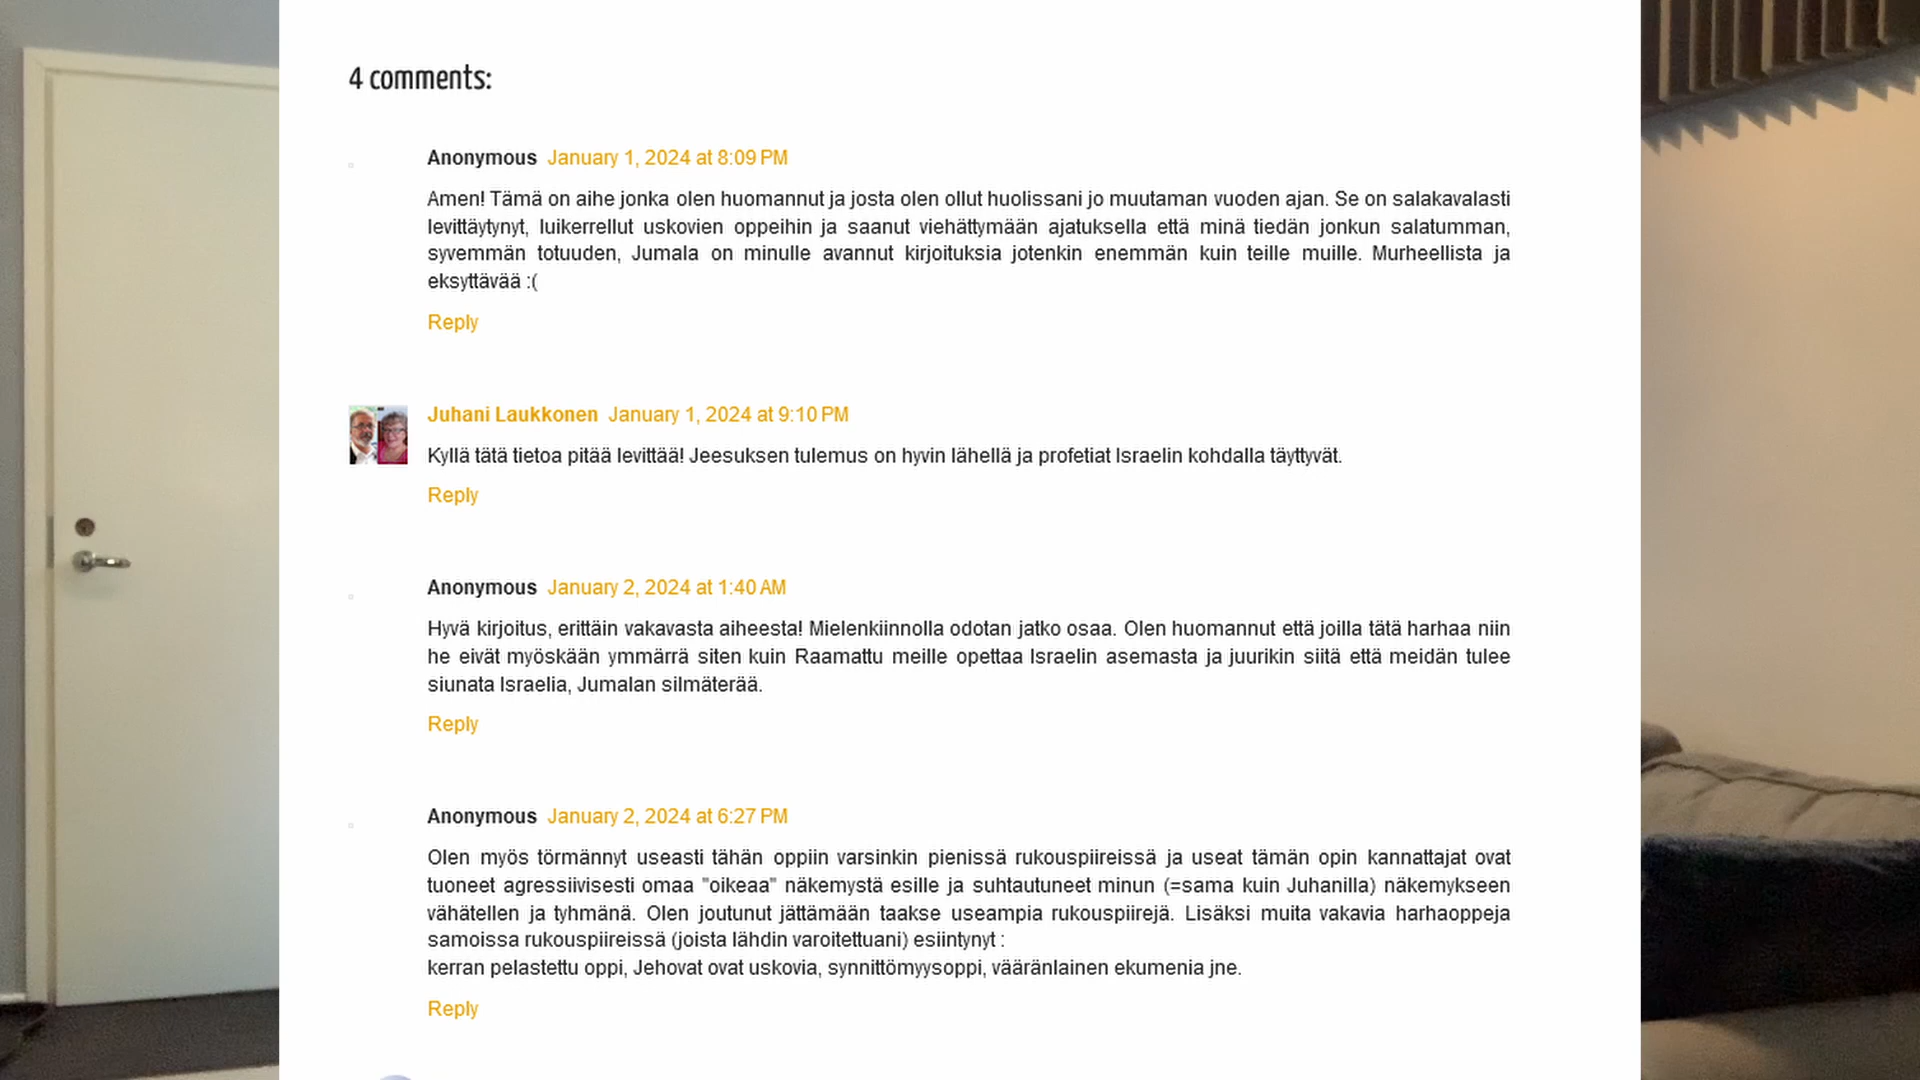 4 comments:
Anonymous January 1, 2024 at 8:09 PM
Amen! Tämä on aihe jonka olen huomannut ja josta olen ollut huolissani jo muutaman vuoden ajan. Se on salakavalasti
levittäytynyt, luikerrellut uskovien oppeihin ja saanut viehättymään ajatuksella että minä tiedän jonkun salatumman,
syvemmän totuuden, Jumala on minulle avannut kirjoituksia jotenkin enemmän kuin teille muille. Murheellista ja
eksyttävää :(
Reply
Juhani Laukkonen January 1, 2024 at 9:10 PM
Kyllä tätä tietoa pitää levittää! Jeesuksen tulemus on hyvin lähellä ja profetiat Israelin kohdalla täyttyvät.
Reply
Anonymous January 2, 2024 at 1:40 AM
Hyvä kirjoitus, erittäin vakavasta aiheesta! Mielenkiinnolla odotan jatko osaa. Olen huomannut että joilla tätä harhaa niin
he eivät myöskään ymmärrä siten kuin Raamattu meille opettaa Israelin asemasta ja juurikin siitä että meidän tulee
siunata Israelia, Jumalan silmäterää.
Reply
Anonymous January 2, 2024 at 6:27 PM
Olen myös törmännyt useasti tähän oppiin varsinkin pienissä rukouspiireissä ja useat tämän opin kannattajat ovat
tuoneet agressiivisesti omaa "oikeaa" näkemystä esille ja suhtautuneet minun (=sama kuin Juhanilla) näkemykseen
vähätellen ja tyhmänä. Olen joutunut jättämään taakse useampia rukouspiirejä. Lisäksi muita vakavia harhaoppeja
samoissa rukouspiireissä (joista lähdin varoitettuani) esiintynyt :
kerran pelastettu oppi, Jehovat ovat uskovia, synnittömyysoppi, vääränlainen ekumenia jne.
Reply